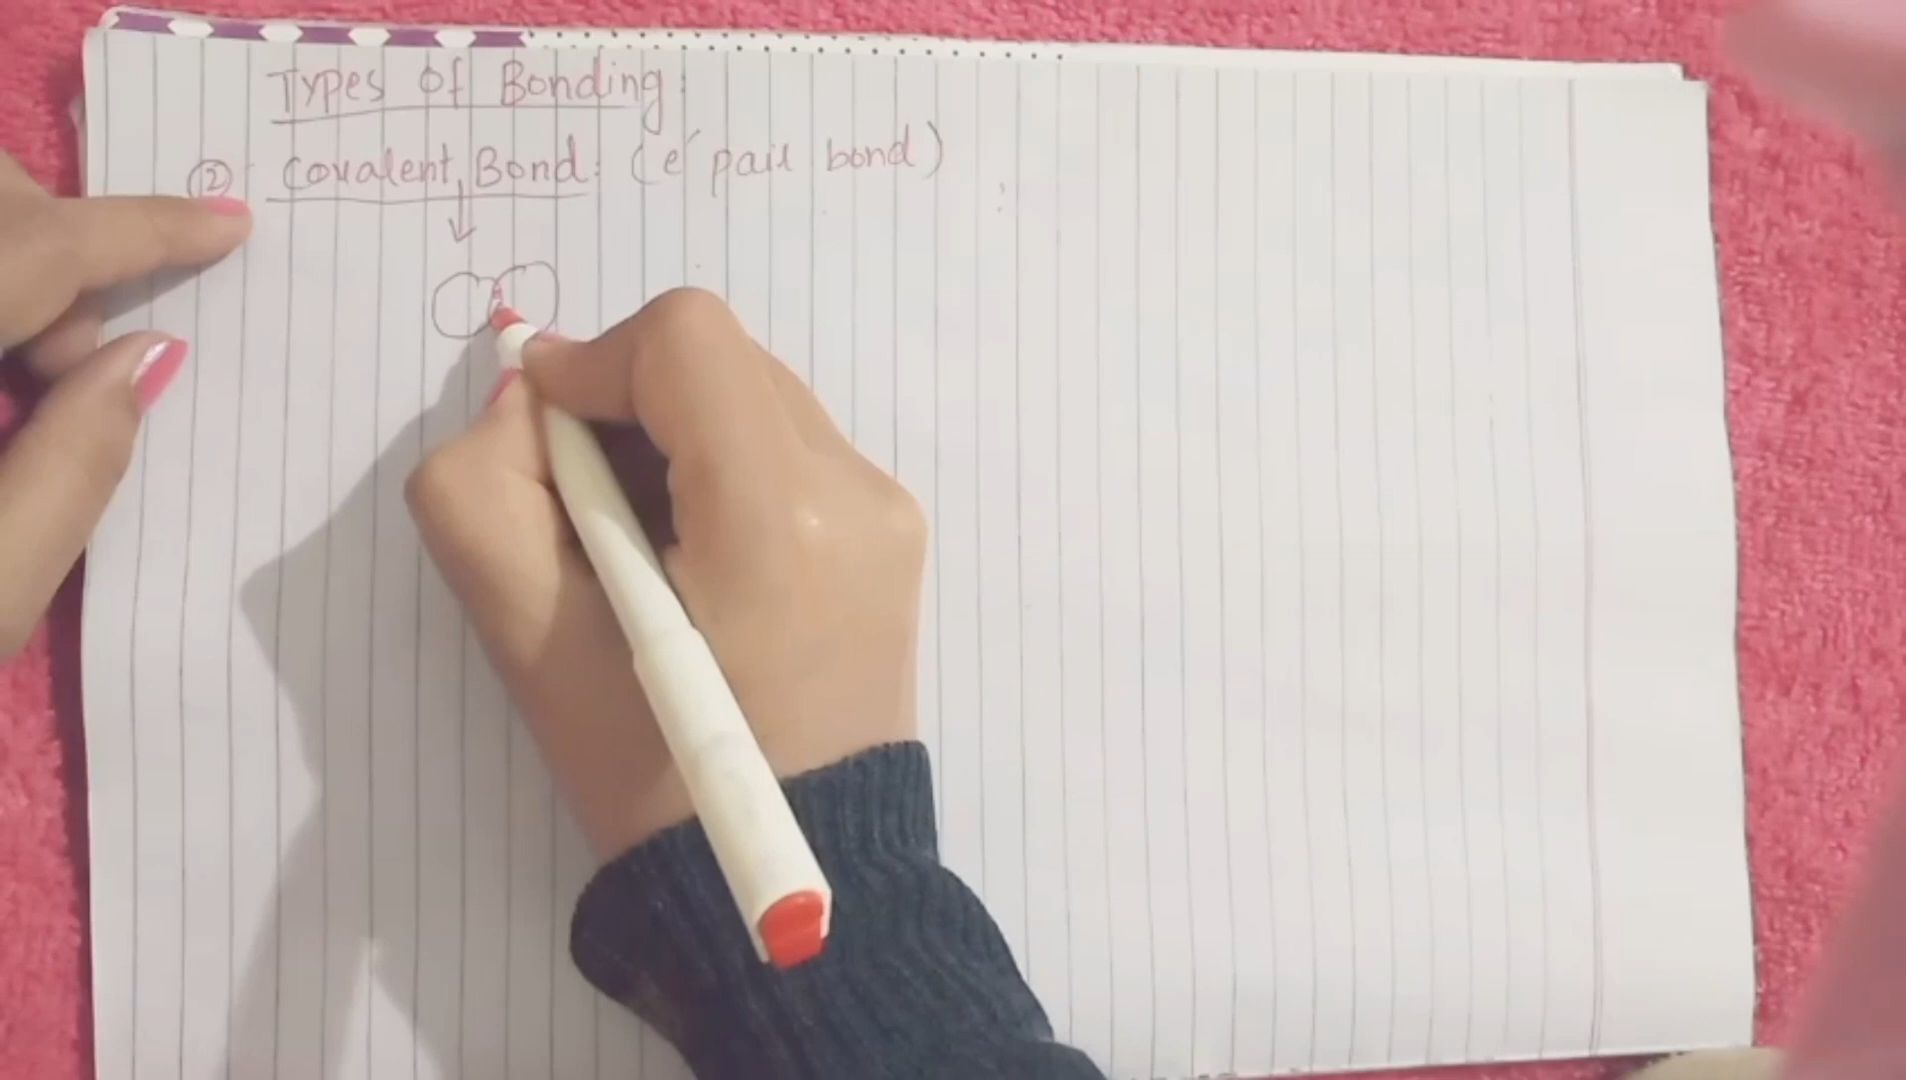 Types Of Bonding:
② Covalent Bond: (e⁻ pair bond)